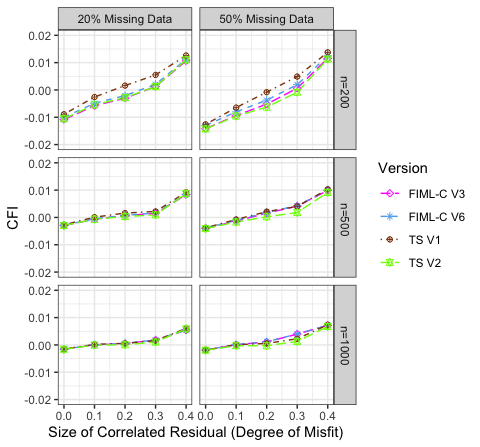 20% Missing Data 50% Missing Data
0.02
0.01
0.00
-0.01
-0.02
n=200
0.02
0.01
0.00
-0.01
-0.02
n=500
0.02
0.01
0.00
-0.01
-0.02
n=1000
CFI
0.0 0.1 0.2 0.3 0.4 0.0 0.1 0.2 0.3 0.4
Size of Correlated Residual (Degree of Misfit)
Version
FIML-C V3
FIML-C V6
TS V1
TS V2